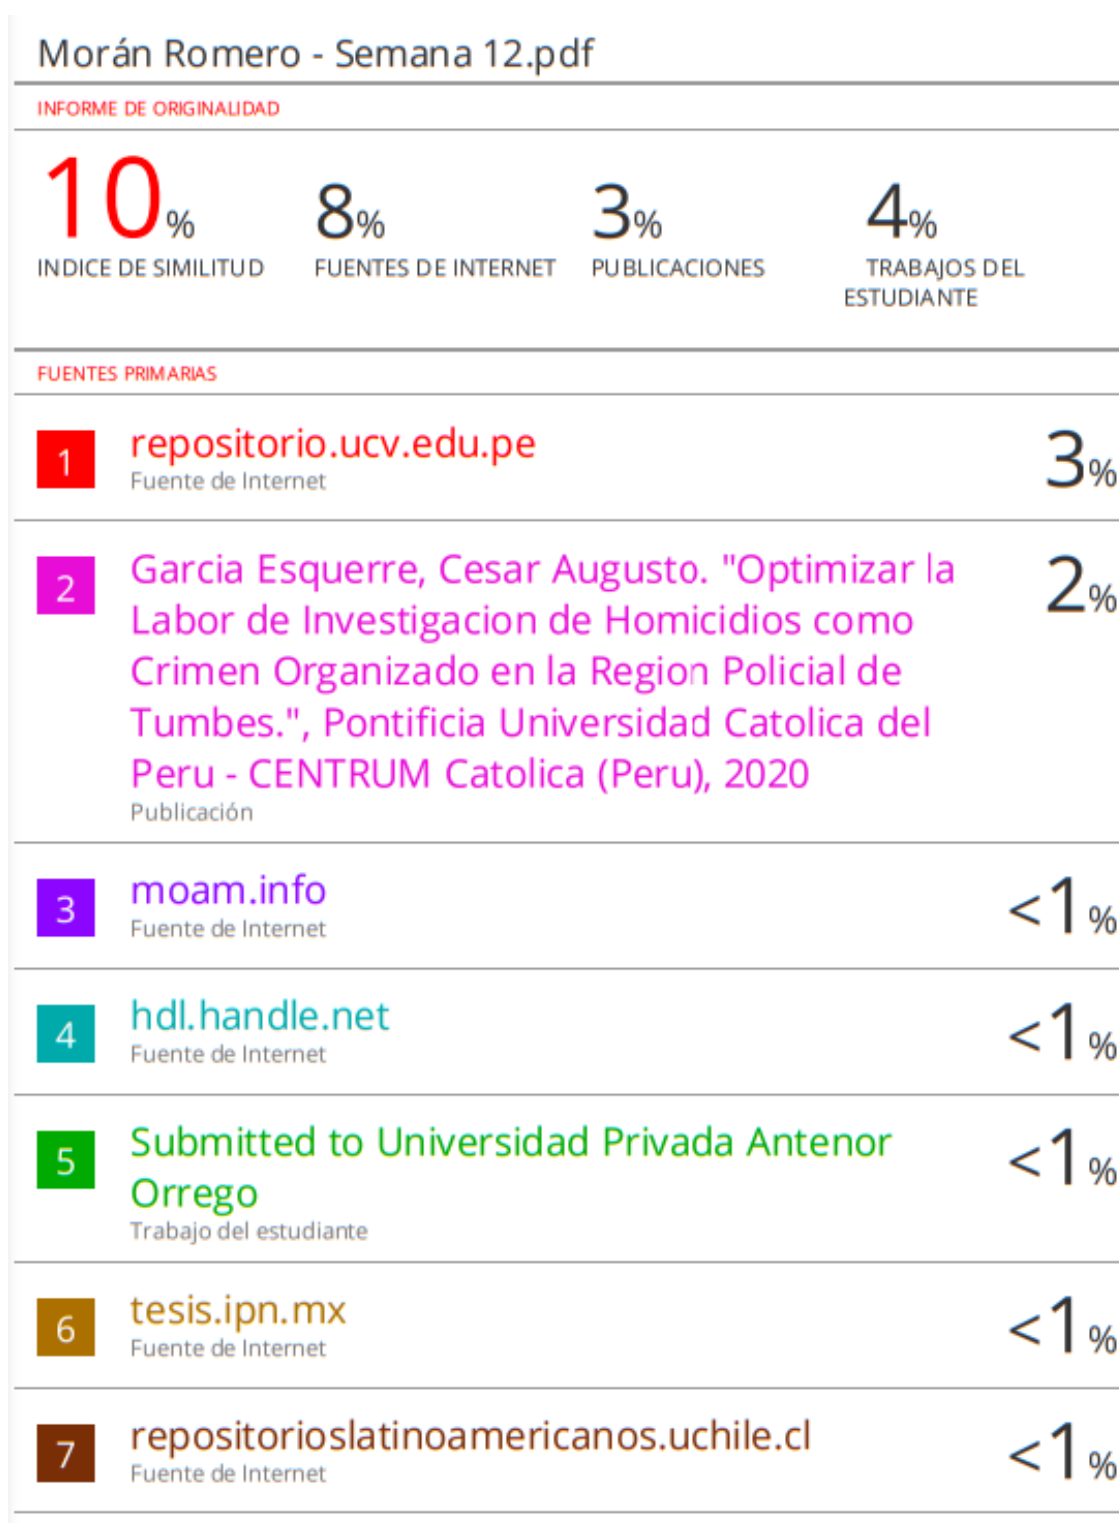 Morán Romero - Semana 12.pdf
INFORME DE ORIGINALIDAD
10% 8% 3% 4%
INDICE DE SIMILITUD FUENTES DE INTERNET PUBLICACIONES TRABAJOS DEL
ESTUDIANTE
FUENTES PRIMARIAS
1 repositorio.ucv.edu.pe 3%
Fuente de Internet
2 Garcia Esquerre, Cesar Augusto. "Optimizar la 2%
Labor de Investigacion de Homicidios como
Crimen Organizado en la Region Policial de
Tumbes.", Pontificia Universidad Catolica del
Peru - CENTRUM Catolica (Peru), 2020
Publicación
3 moam.info <1%
Fuente de Internet
4 hdl.handle.net <1%
Fuente de Internet
5 Submitted to Universidad Privada Antenor <1%
Orrego
Trabajo del estudiante
6 tesis.ipn.mx <1%
Fuente de Internet
7 repositorioslatinoamericanos.uchile.cl <1%
Fuente de Internet